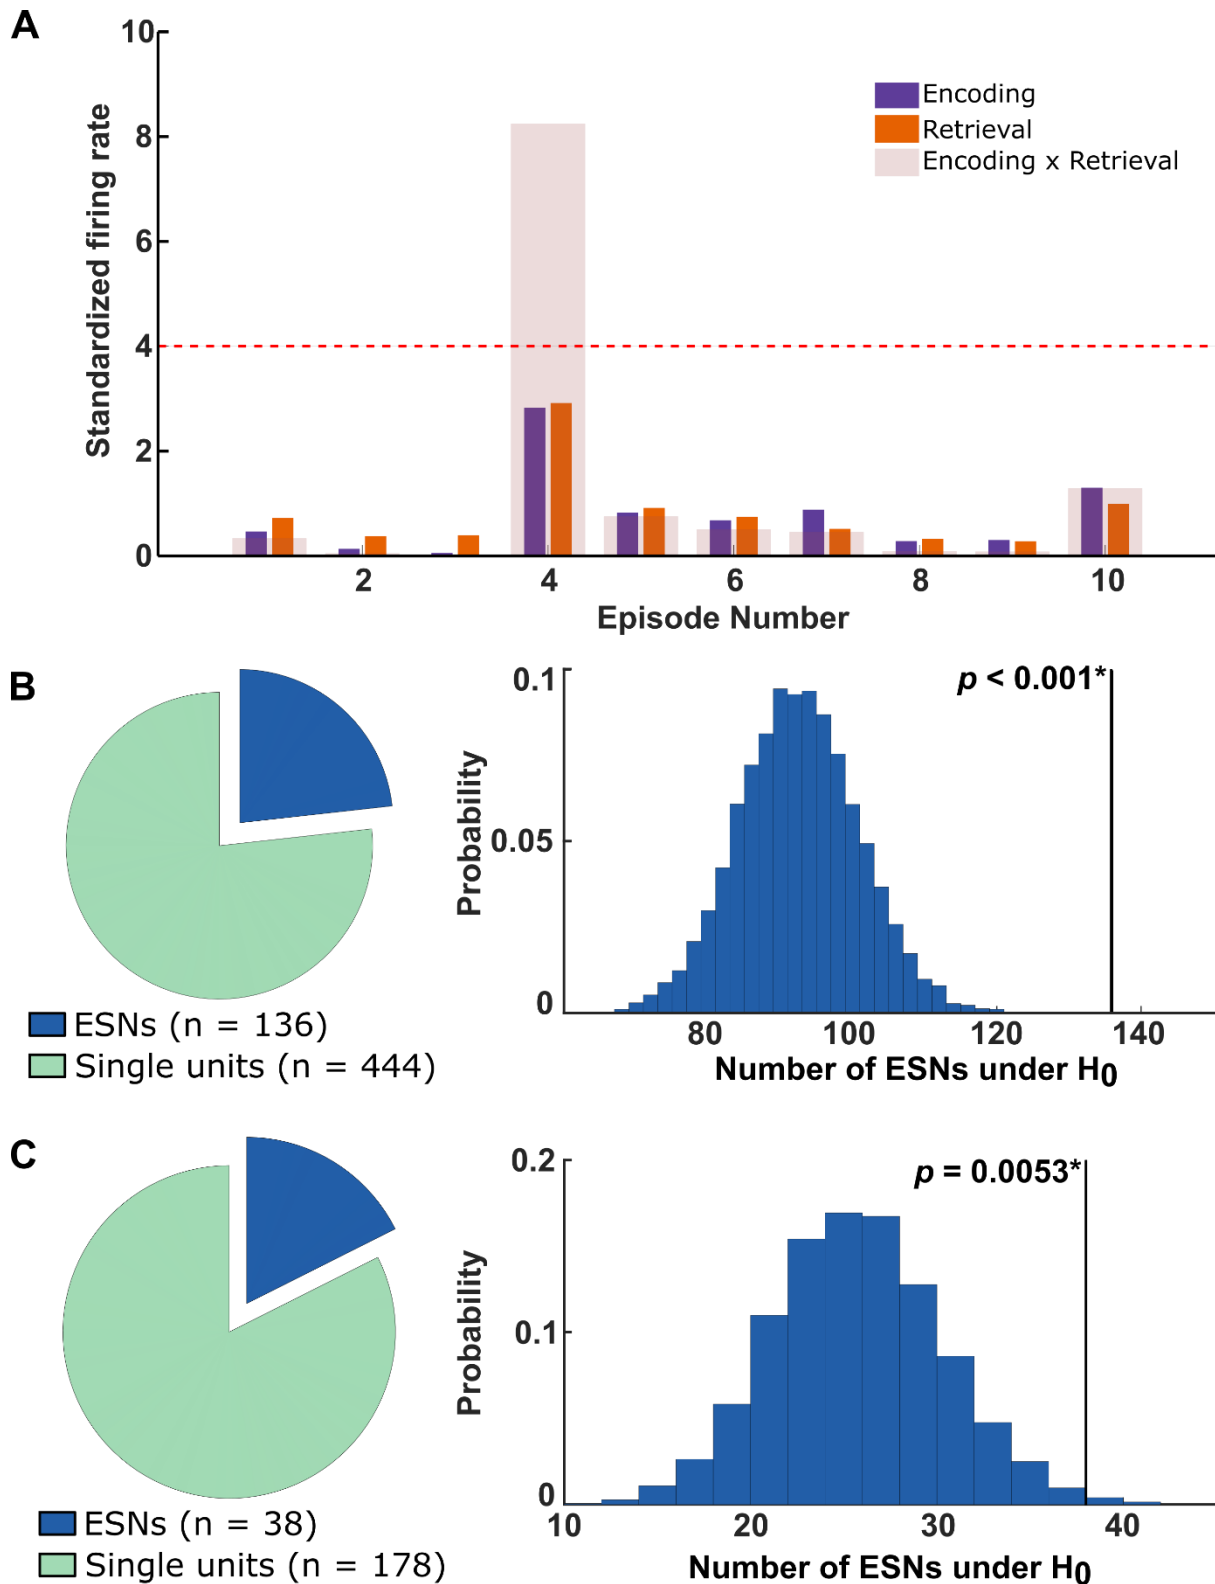 A
Standardized firing rate
10
8
6
4
2
0
Encoding
Retrieval
Encoding x Retrieval
2
4
6
8
10
Episode Number
B
ESNs (n = 136)
Single units (n = 444)
Probability
0.1
0.05
0
p < 0.001*
80
100
120
140
Number of ESNs under H0
C
ESNs (n = 38)
Single units (n = 178)
Probability
0.2
0.1
0
p = 0.0053*
10
20
30
40
Number of ESNs under H0